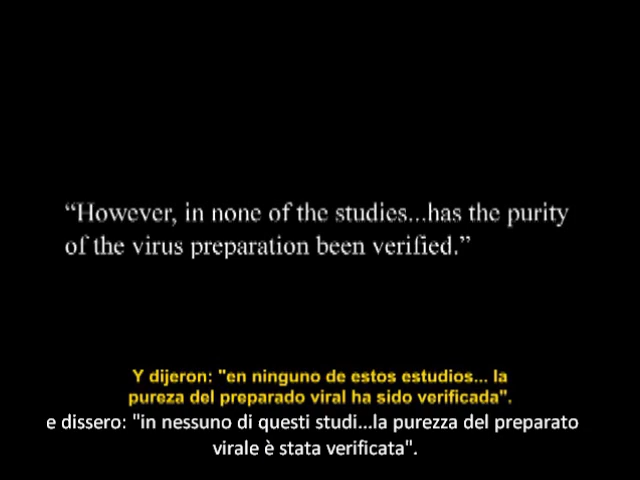 “However, in none of the studies...has the purity
of the virus preparation been verified.”
Y dijeron: "en ninguno de estos estudios... la
pureza del preparado viral ha sido verificada".
e dissero: "in nessuno di questi studi...la purezza del preparato
virale è stata verificata".